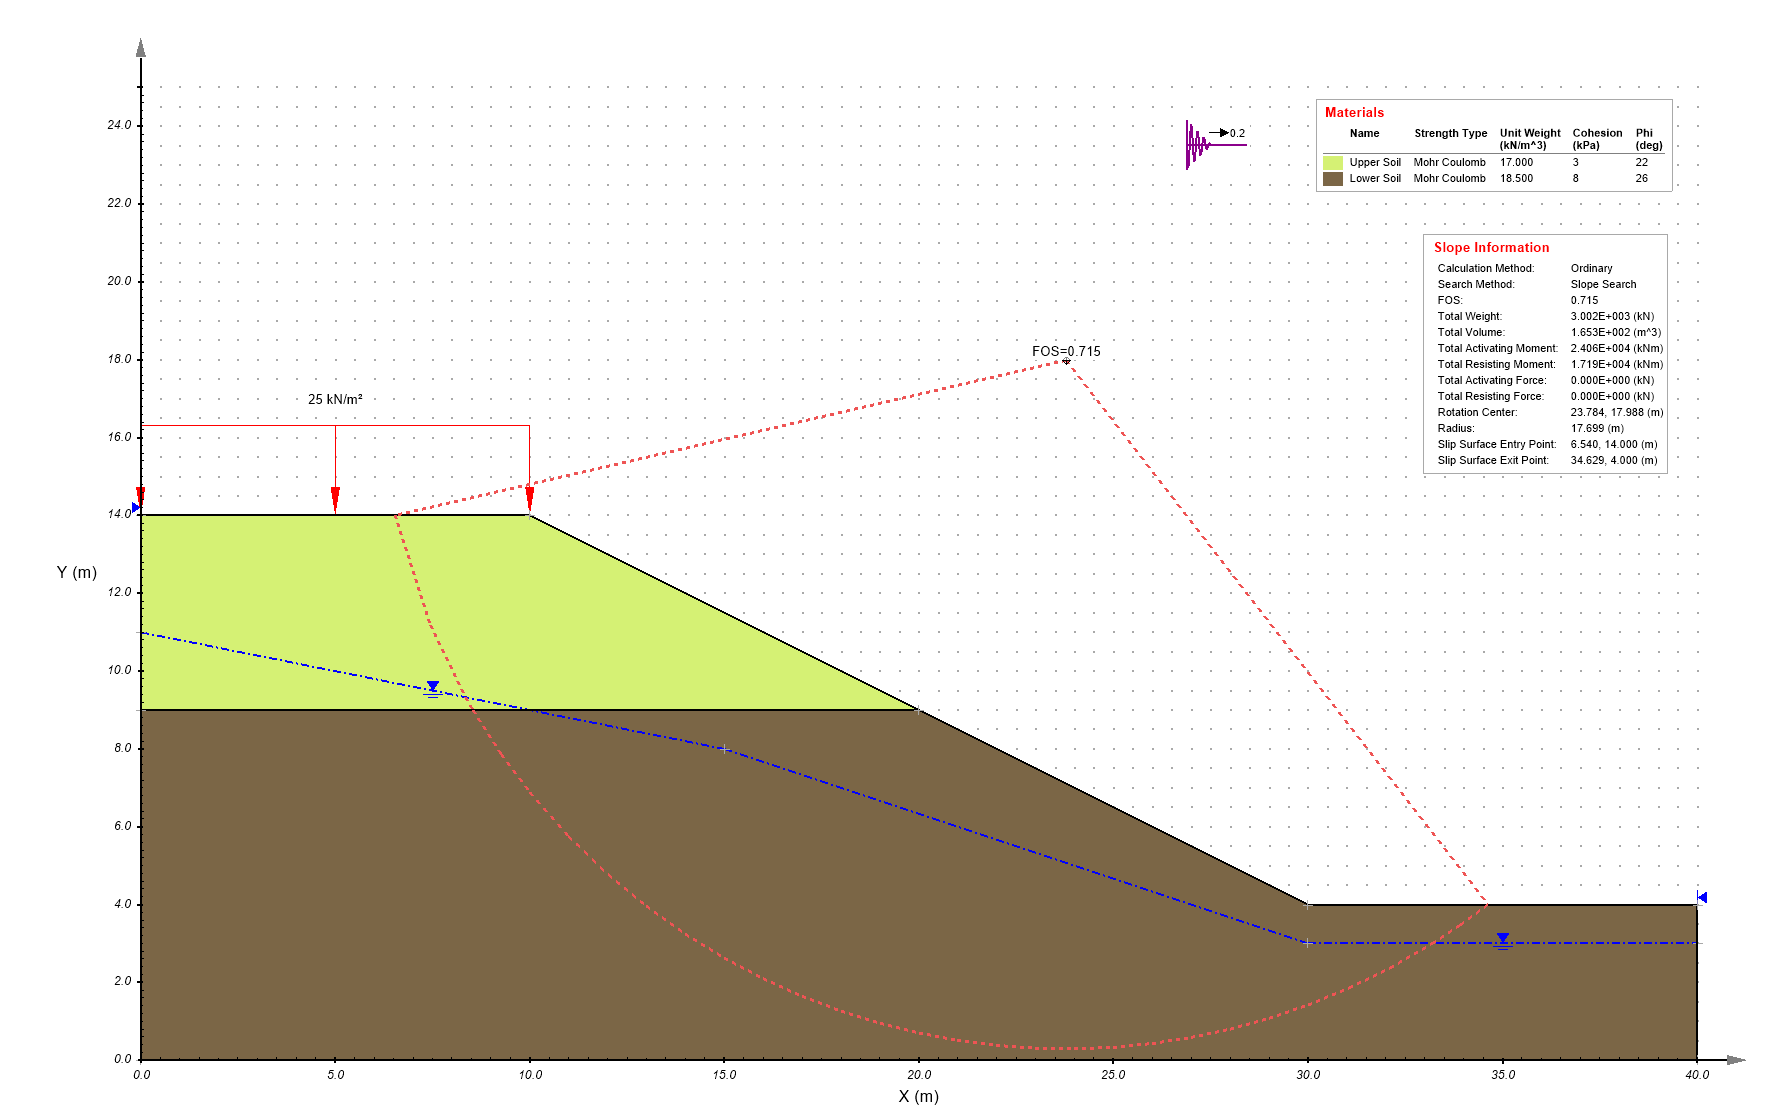 24.0
22.0
20.0
18.0
16.0
14.0
12.0
10.0
8.0
6.0
4.0
2.0
0.0
Y (m)
0.0 5.0 10.0 15.0 20.0 25.0 30.0 35.0 40.0
X (m)
25 kN/m²
FOS=0.715
0.2
Materials
Name Strength Type Unit Weight (kN/m^3) Cohesion (kPa) Phi (deg)
Upper Soil Mohr Coulomb 17.000 3 22
Lower Soil Mohr Coulomb 18.500 8 26
Slope Information
Calculation Method: Ordinary
Search Method: Slope Search
FOS: 0.715
Total Weight: 3.002E+003 (kN)
Total Volume: 1.653E+002 (m^3)
Total Activating Moment: 2.406E+004 (kNm)
Total Resisting Moment: 1.719E+004 (kNm)
Total Activating Force: 0.000E+000 (kN)
Total Resisting Force: 0.000E+000 (kN)
Rotation Center: 23.784, 17.988 (m)
Radius: 17.699 (m)
Slip Surface Entry Point: 6.540, 14.000 (m)
Slip Surface Exit Point: 34.629, 4.000 (m)